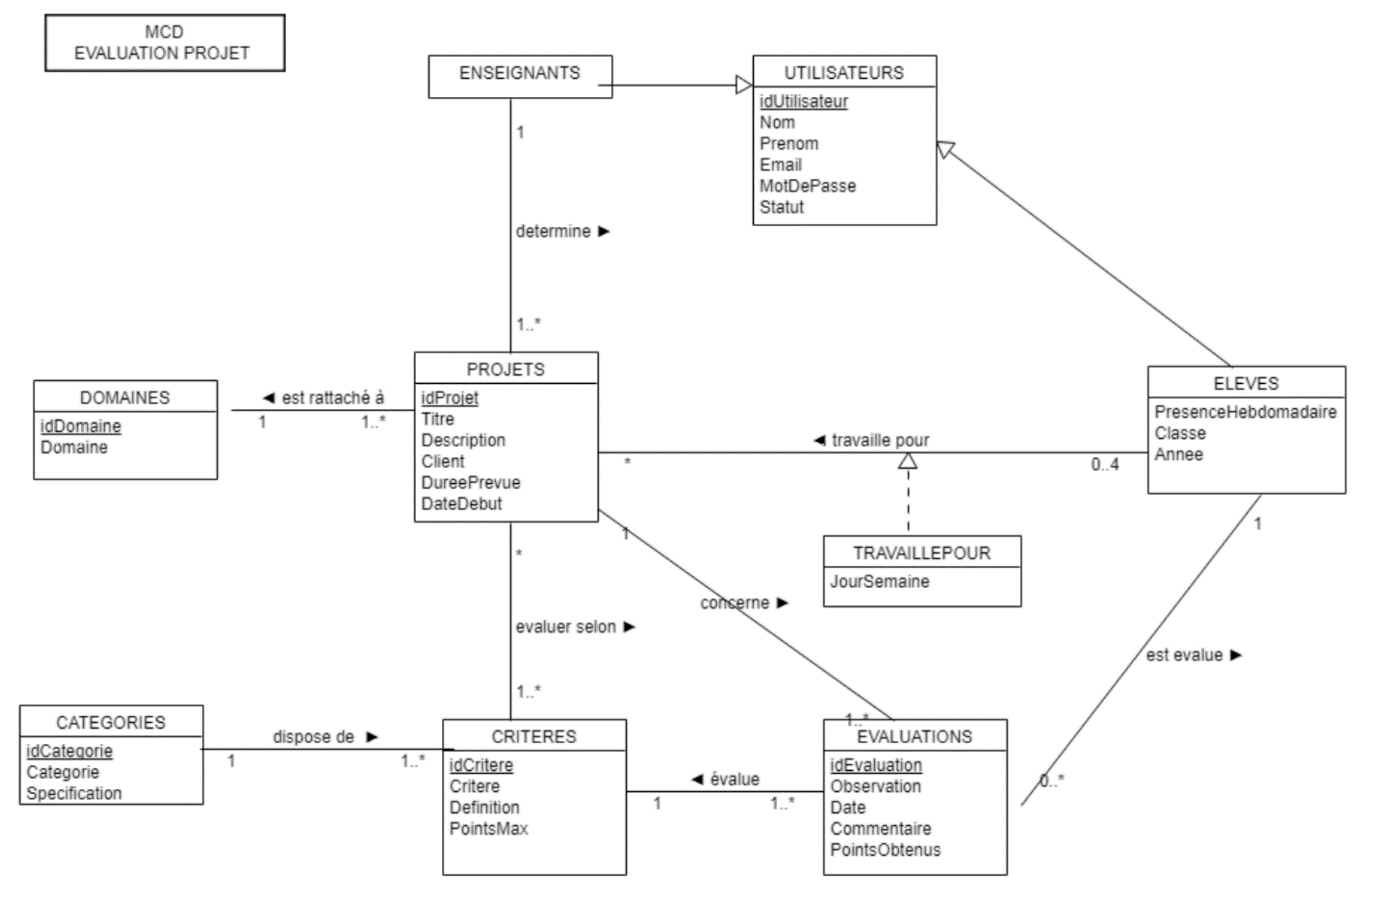 MCD
EVALUATION PROJET
ENSEIGNANTS
UTILISATEURS
idUtilisateur
Nom
Prenom
Email
MotDePasse
Statut
1
determine ►
1..*
DOMAINES
idDomaine
Domaine
◄ est rattaché à
1
1..*
PROJETS
idProjet
Titre
Description
Client
DureePrevue
DateDebut
◄ travaille pour
*
0..4
ELEVES
PresenceHebdomadaire
Classe
Annee
TRAVAILLEPOUR
JourSemaine
*
evaluer selon ►
1..*
1
concerne ►
1..*
1
est evalue ►
0..*
CATEGORIES
idCategorie
Categorie
Specification
dispose de ►
1
1..*
CRITERES
idCritere
Critere
Definition
PointsMax
◄ évalue
1
1..*
EVALUATIONS
idEvaluation
Observation
Date
Commentaire
PointsObtenus